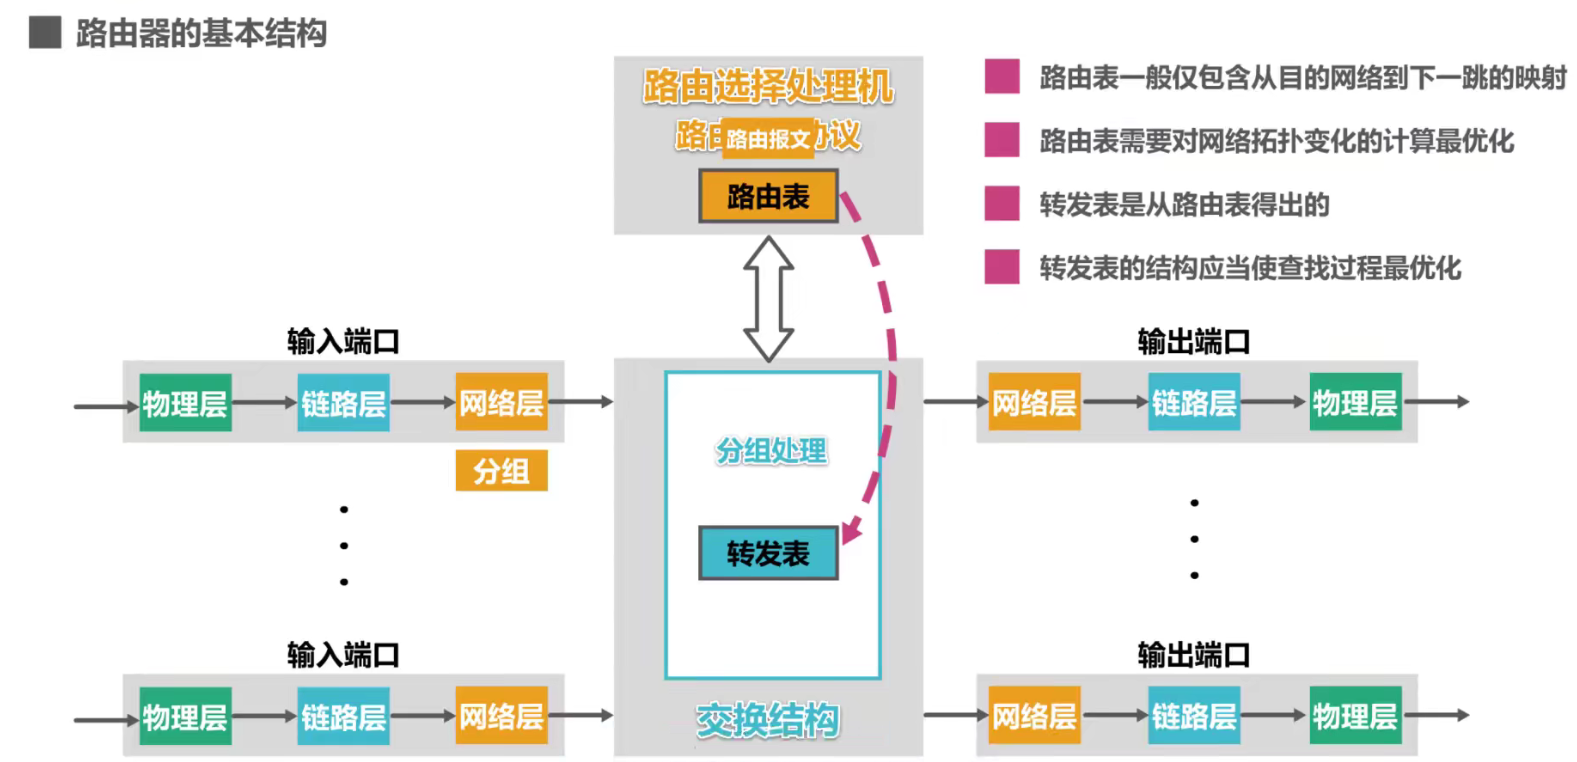 路由器的基本结构
路由选择处理机
路由 协议
路由报文
路由表
路由表一般仅包含从目的网络到下一跳的映射
路由表需要对网络拓扑变化的计算最优化
转发表是从路由表得出的
转发表的结构应当使查找过程最优化
输入端口
物理层 链路层 网络层
分组
分组处理
转发表
交换结构
输出端口
网络层 链路层 物理层
输入端口
物理层 链路层 网络层
输出端口
网络层 链路层 物理层